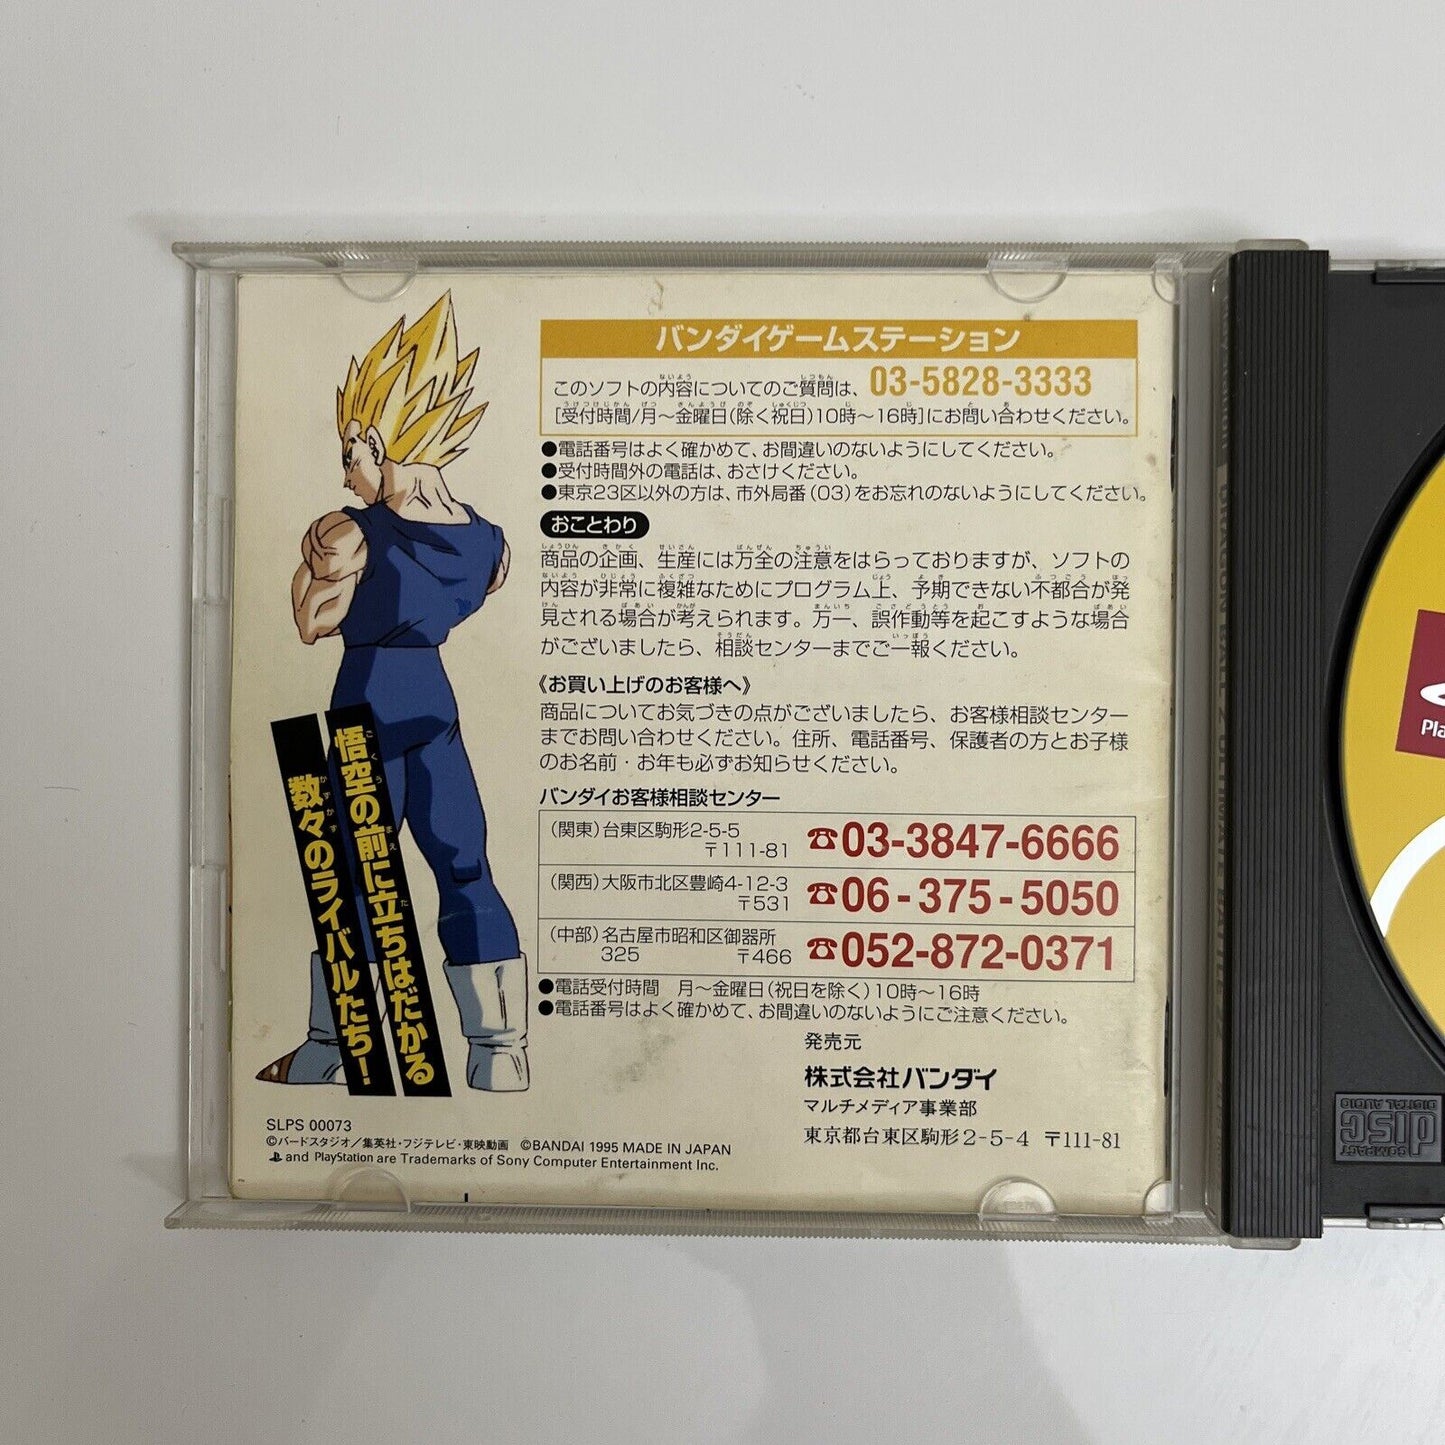 バンダイゲームステーション
このソフトの内容についてのご質問は、03-5828-3333
[受付時間/月〜金曜日(除く祝日)10時〜16時]にお問い合わせください。
●電話番号はよく確かめて、お間違いのないようにしてください。
●受付時間外の電話は、おさけください。
●東京23区以外の方は、市外局番(03)をお忘れのないようにしてください。
おことわり
商品の企画、生産には万全の注意をはらっておりますが、ソフトの
内容が非常に複雑なためにプログラム上、予期できない不都合が発
見される場合が考えられます。万一、誤作動等を起こすような場合
がございましたら、相談センターまでご一報ください。
《お買い上げのお客様へ》
商品についてお気づきの点がございましたら、お客様相談センター
までお問い合わせください。住所、電話番号、保護者の方とお子様
のお名前・お年も必ずお知らせください。
バンダイお客様相談センター
(関東)台東区駒形2-5-5
〒111-81 ☎03-3847-6666
(関西)大阪市北区豊崎4-12-3
〒531 ☎06-375-5050
(中部)名古屋市昭和区御器所
325 〒466 ☎052-872-0371
●電話受付時間 月〜金曜日(祝日を除く)10時〜16時
●電話番号はよく確かめて、お間違いのないようにご注意ください。
発売元
株式会社バンダイ
マルチメディア事業部
東京都台東区駒形2-5-4 〒111-81
悟空の前に立ちはだかる
数々のライバルたち!
SLPS 00073
©バードスタジオ/集英社・フジテレビ・東映動画 ©BANDAI 1995 MADE IN JAPAN
and PlayStation are Trademarks of Sony Computer Entertainment Inc.
DRAGON BALL Z ULTIMATE BATTLE
Pla
COMPACT
disc
DIGITAL AUDIO